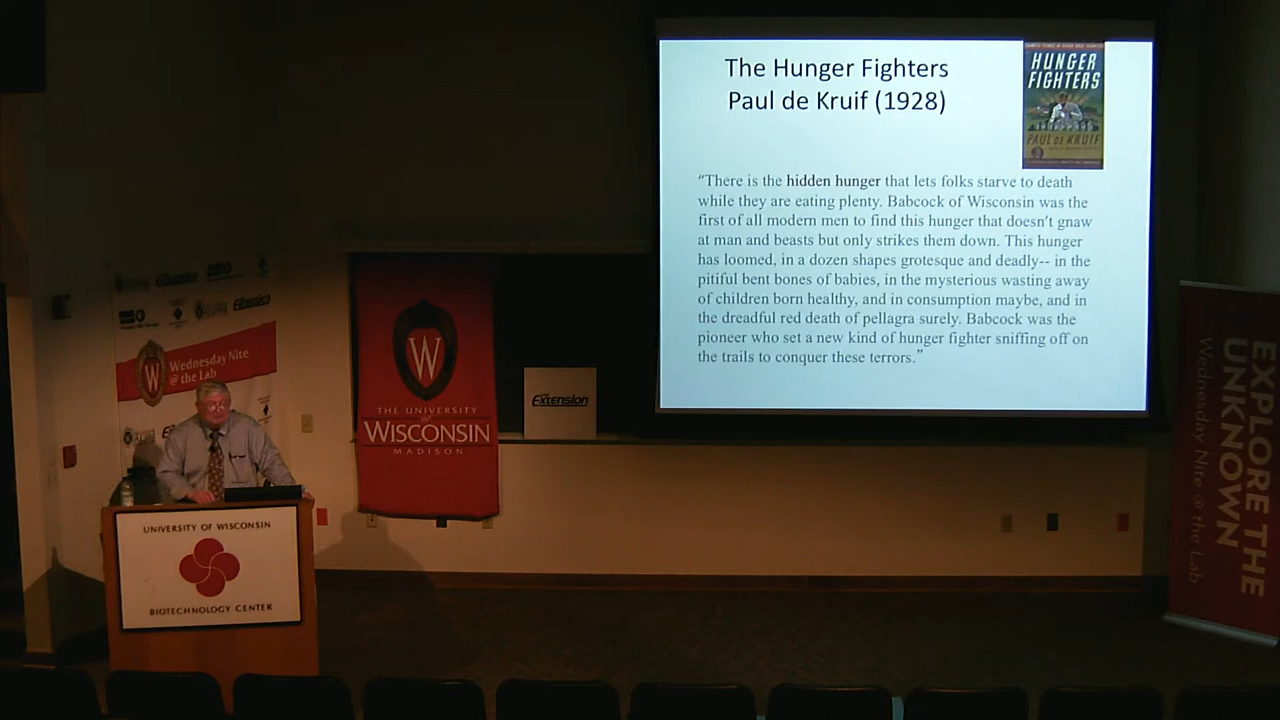 The Hunger Fighters
Paul de Kruif (1928)
HUNGER
FIGHTERS
PAUL DE KRUIF
"There is the hidden hunger that lets folks starve to death
while they are eating plenty. Babcock of Wisconsin was the
first of all modern men to find this hunger that doesn't gnaw
at man and beasts but only strikes them down. This hunger
has loomed, in a dozen shapes grotesque and deadly-- in the
pitiful bent bones of babies, in the mysterious wasting away
of children born healthy, and in consumption maybe, and in
the dreadful red death of pellagra surely. Babcock was the
pioneer who set a new kind of hunger fighter sniffing off on
the trails to conquer these terrors."
Wednesday Nite
@ the Lab
W
THE UNIVERSITY
of
WISCONSIN
MADISON
Extension
UNIVERSITY OF WISCONSIN
BIOTECHNOLOGY CENTER
EXPLORE THE
UNKNOWN
Wednesday Nite @ the Lab